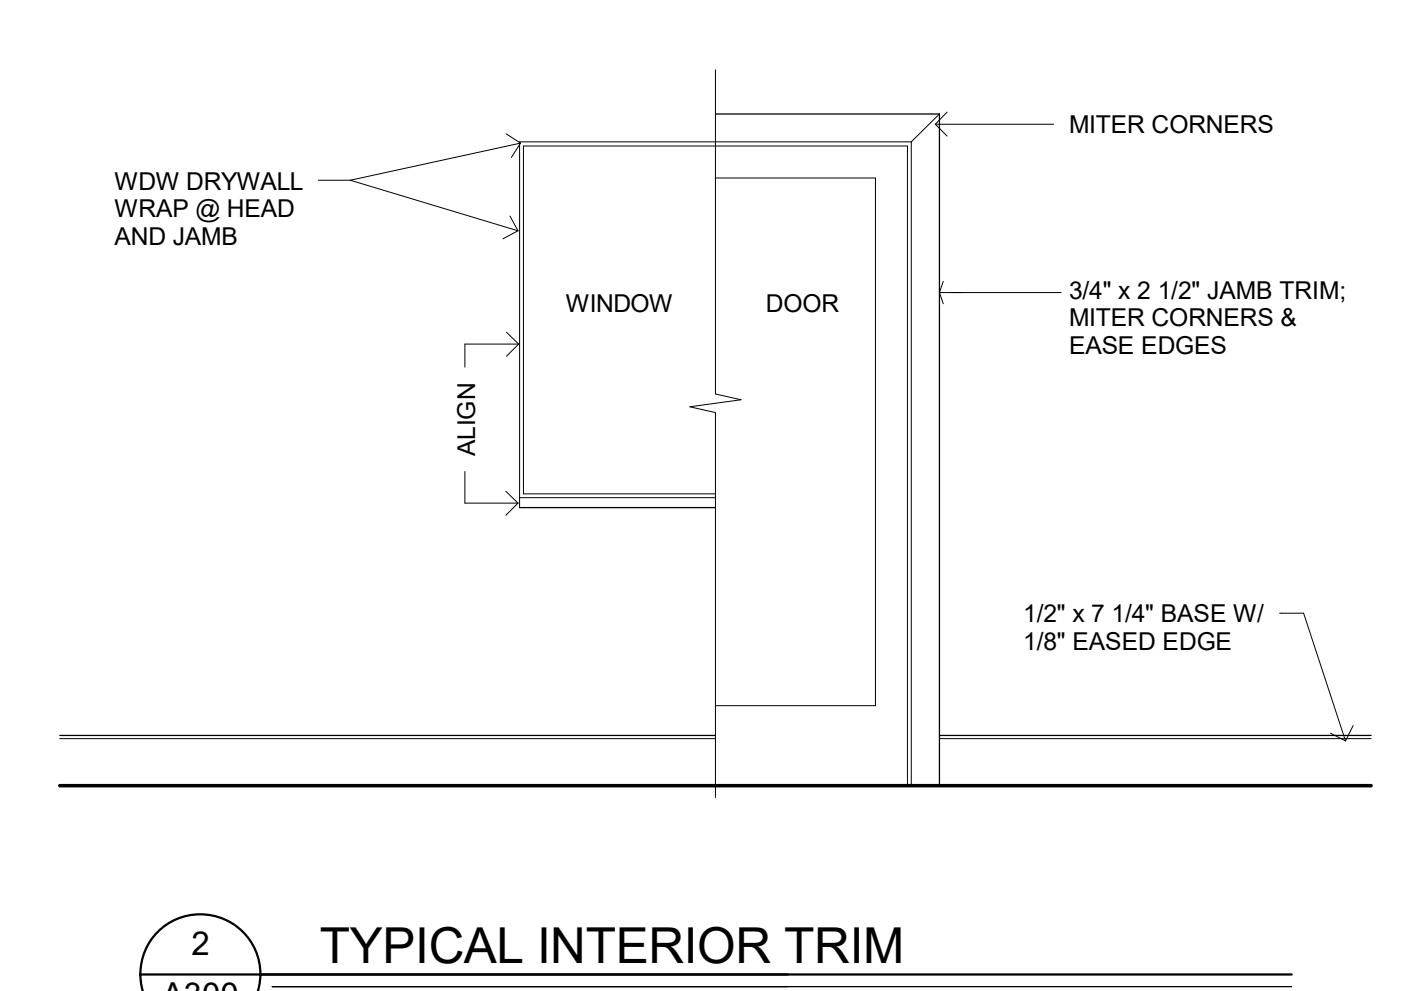 MITER CORNERS
WDW DRYWALL
WRAP @ HEAD
AND JAMB
WINDOW
DOOR
3/4" x 2 1/2" JAMB TRIM;
MITER CORNERS &
EASE EDGES
ALIGN
1/2" x 7 1/4" BASE W/
1/8" EASED EDGE
2
TYPICAL INTERIOR TRIM